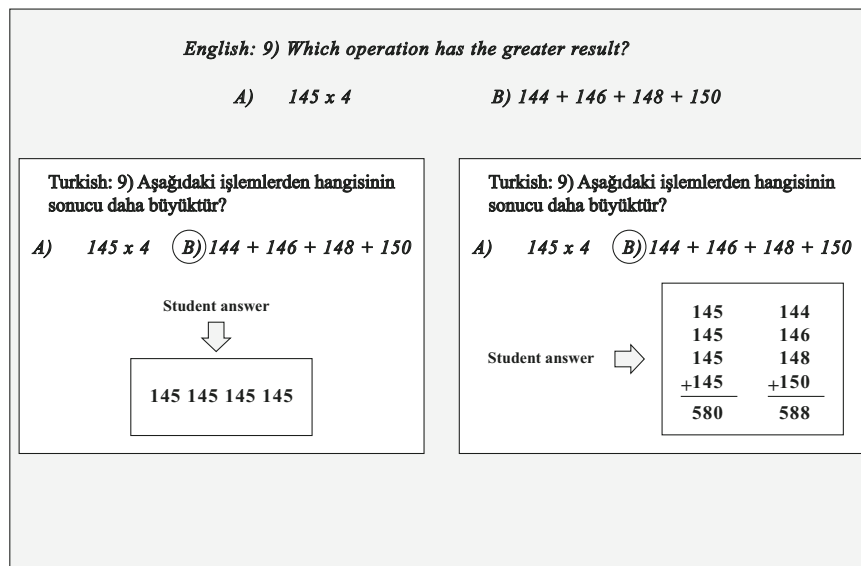 English: 9) Which operation has the greater result?
A) 145 x 4 B) 144 + 146 + 148 + 150
Turkish: 9) Aşağıdaki işlemlerden hangisinin
sonucu daha büyüktür?
A) 145 x 4 B) 144 + 146 + 148 + 150
Student answer
145 145 145 145
Turkish: 9) Aşağıdaki işlemlerden hangisinin
sonucu daha büyüktür?
A) 145 x 4 B) 144 + 146 + 148 + 150
Student answer
145 144
145 146
145 148
+145 +150
580 588